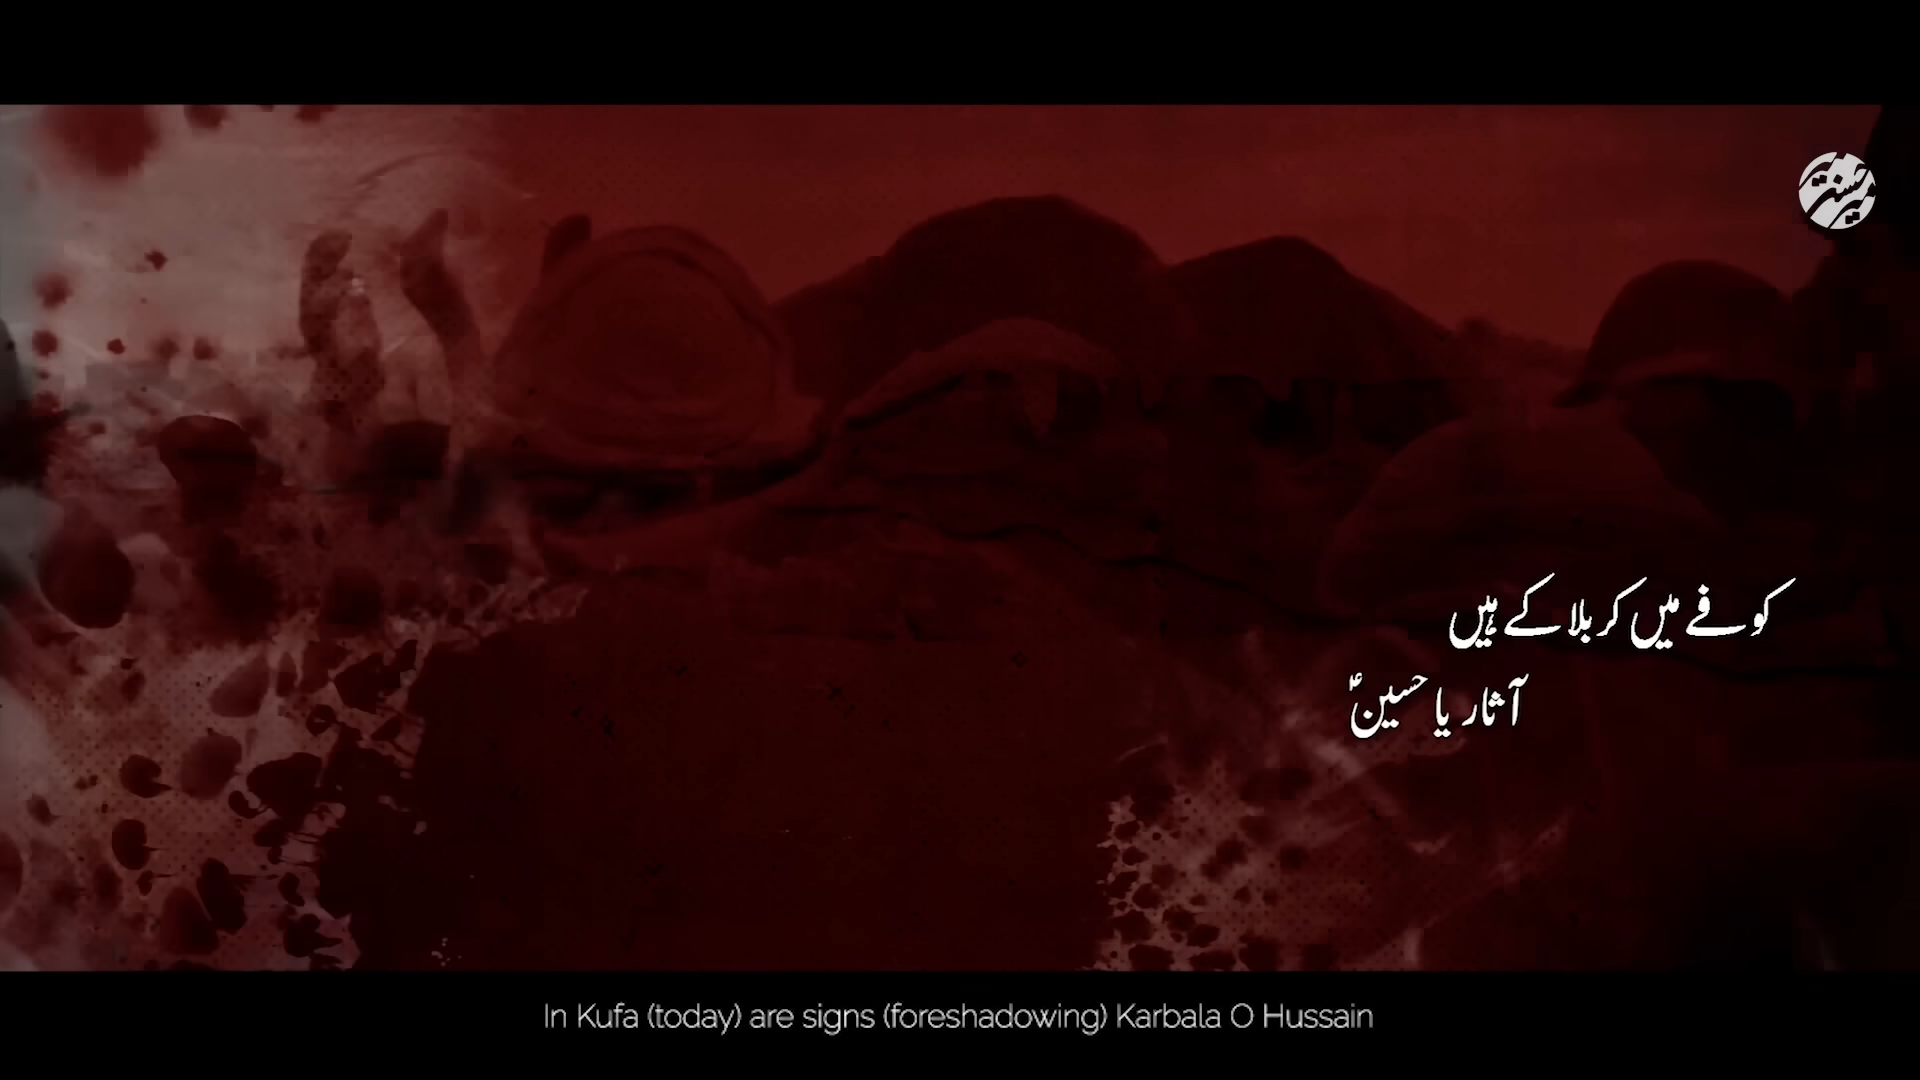 کوفے میں کربلا کے ہیں
آثار یا حسینؑ
In Kufa (today) are signs (foreshadowing) Karbala O Hussain